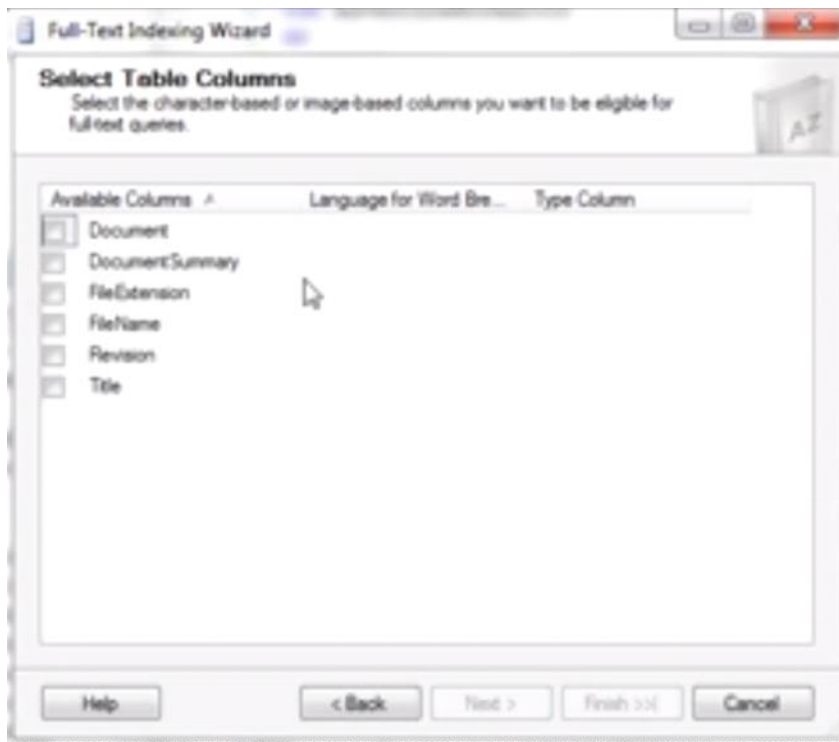 Full-Text Indexing Wizard
Select Table Columns
Select the character-based or image-based columns you want to be eligible for
full-text queries.
AZ
Available Columns Language for Word Bre... Type Column
Document
DocumentSummary
FileExtension
FileName
Revision
Title
Help < Back Next > Finish >>| Cancel